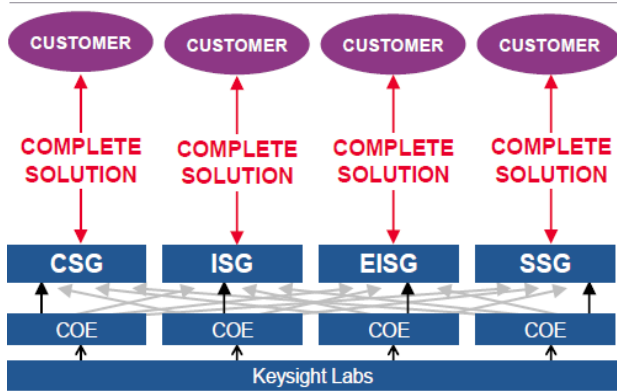 CUSTOMER CUSTOMER CUSTOMER CUSTOMER
COMPLETE COMPLETE COMPLETE COMPLETE
SOLUTION SOLUTION SOLUTION SOLUTION
CSG ISG EISG SSG
COE COE COE COE
Keysight Labs